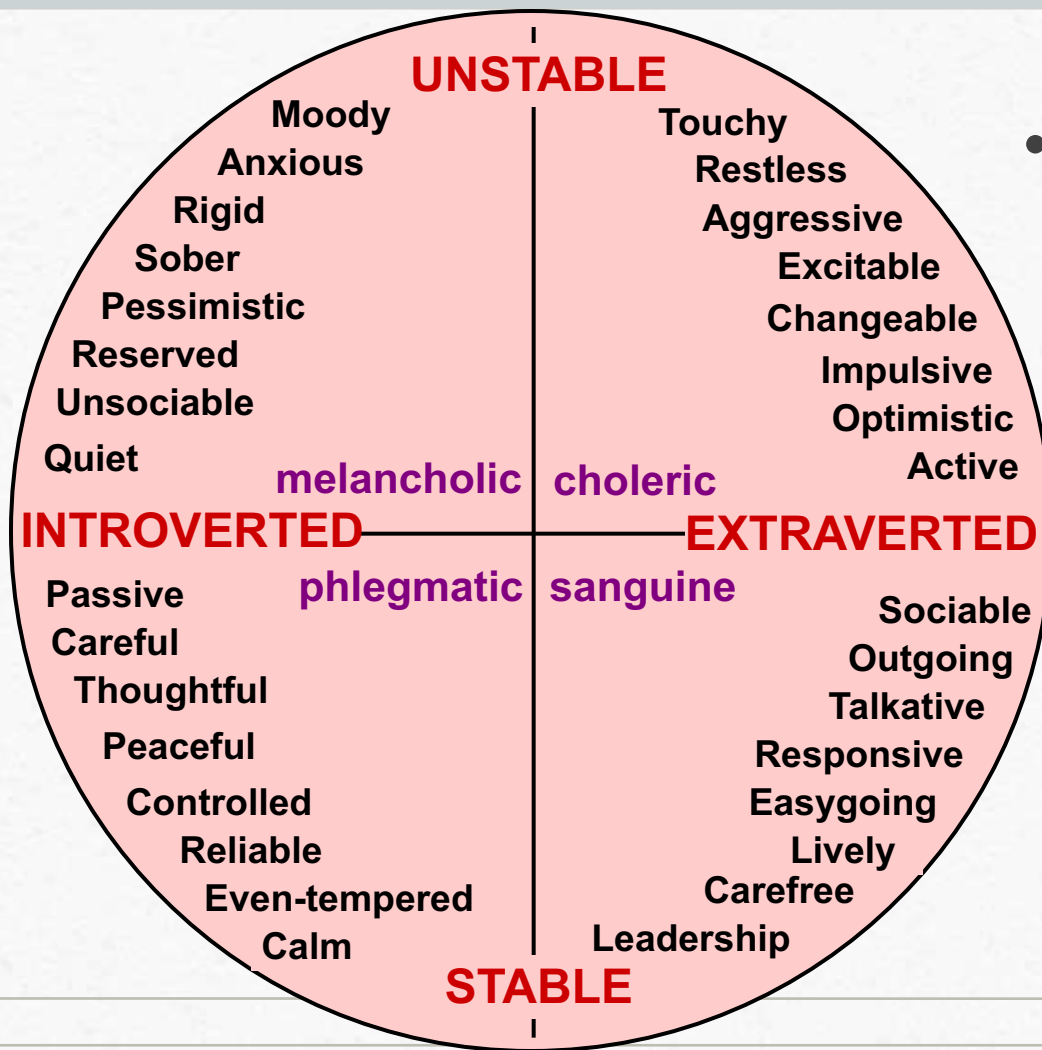 UNSTABLE
Moody
Anxious
Rigid
Sober
Pessimistic
Reserved
Unsociable
Quiet
Touchy
Restless
Aggressive
Excitable
Changeable
Impulsive
Optimistic
Active
melancholic
choleric
INTROVERTED
EXTRAVERTED
phlegmatic
sanguine
Passive
Careful
Thoughtful
Peaceful
Controlled
Reliable
Even-tempered
Calm
Sociable
Outgoing
Talkative
Responsive
Easygoing
Lively
Carefree
Leadership
STABLE